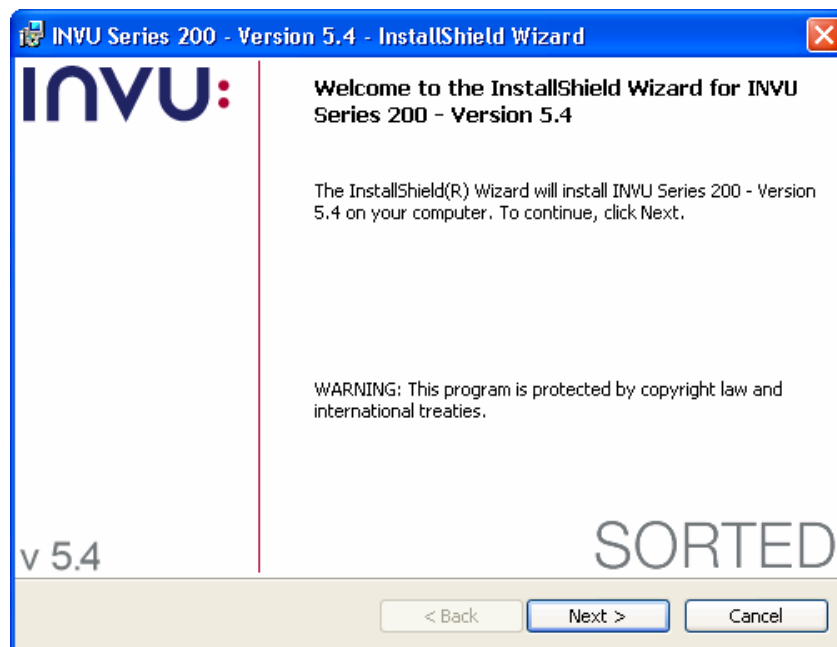 INVU Series 200 - Version 5.4 - InstallShield Wizard
INVU:
Welcome to the InstallShield Wizard for INVU
Series 200 - Version 5.4
The InstallShield(R) Wizard will install INVU Series 200 - Version
5.4 on your computer. To continue, click Next.
WARNING: This program is protected by copyright law and
international treaties.
v 5.4
SORTED
< Back
Next >
Cancel